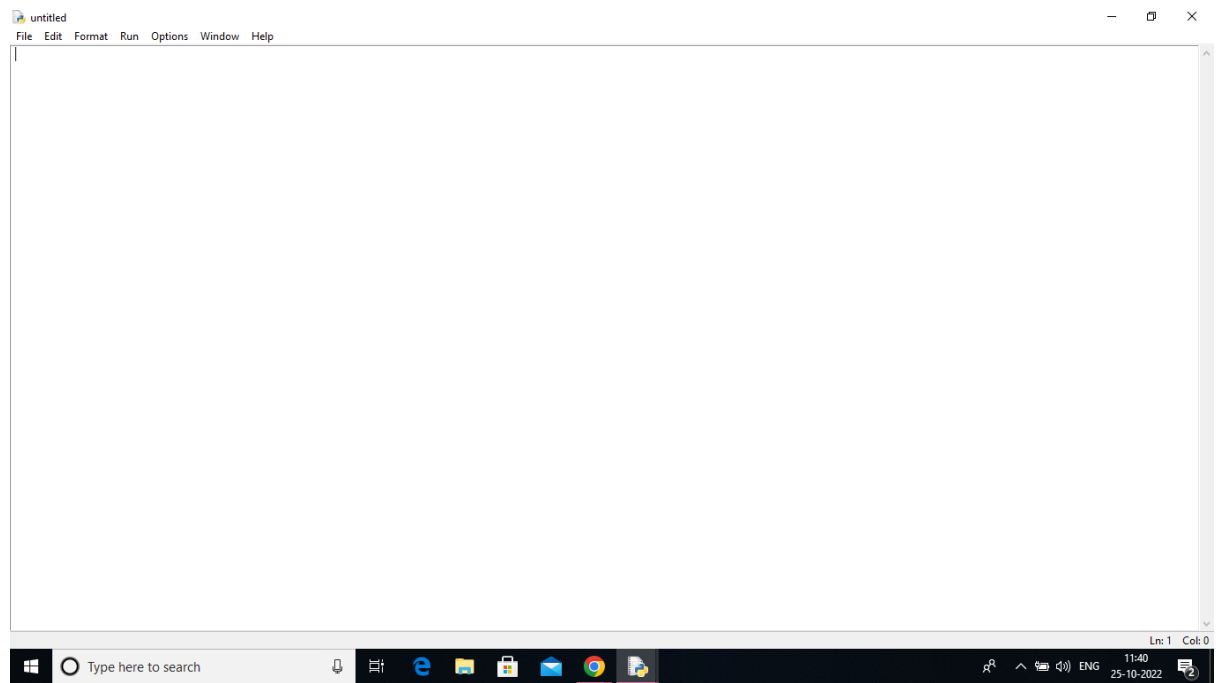 untitled
File Edit Format Run Options Window Help
Ln: 1 Col: 0
Type here to search
ENG
11:40
25-10-2022
2